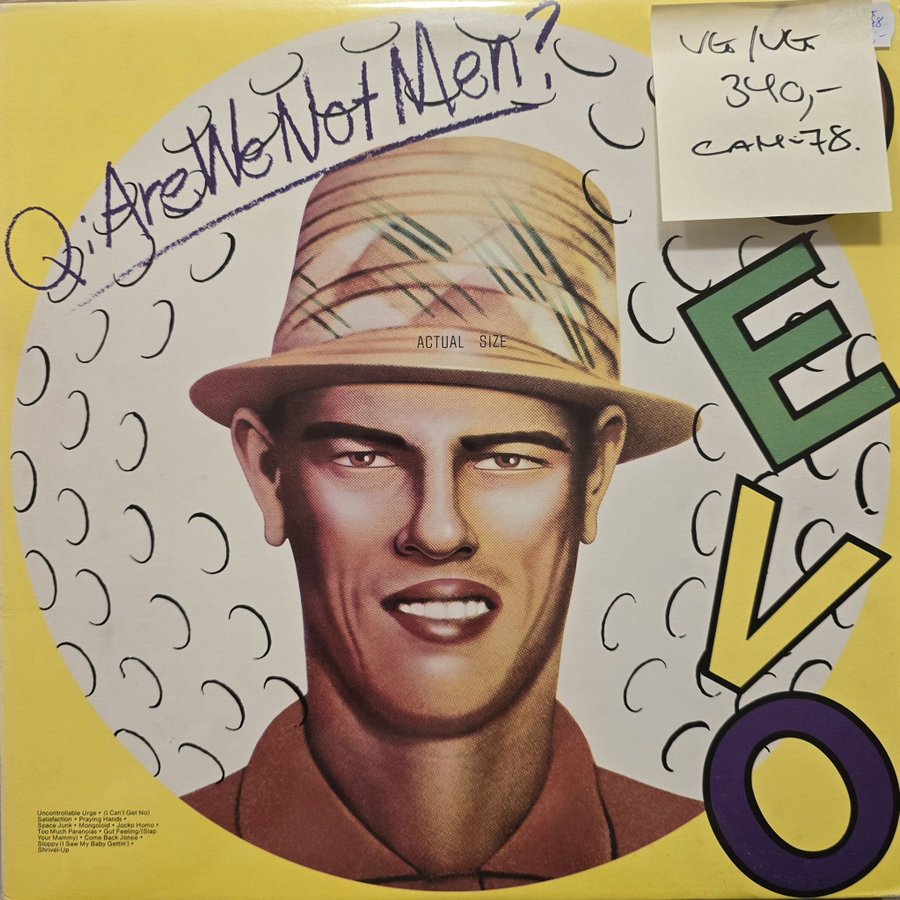 Q: Are We Not Men?
VG+/VG+
340,-
CAN-78.
ACTUAL SIZE
E
V
O
Uncontrollable Urge • (I Can't Get No)
Satisfaction • Praying Hands •
Space Junk • Mongoloid • Jocko Homo •
Too Much Paranoias • Gut Feeling/(Slap
Your Mammy) • Come Back Jonee •
Sloppy (I Saw My Baby Gettin') •
Shrivel-Up